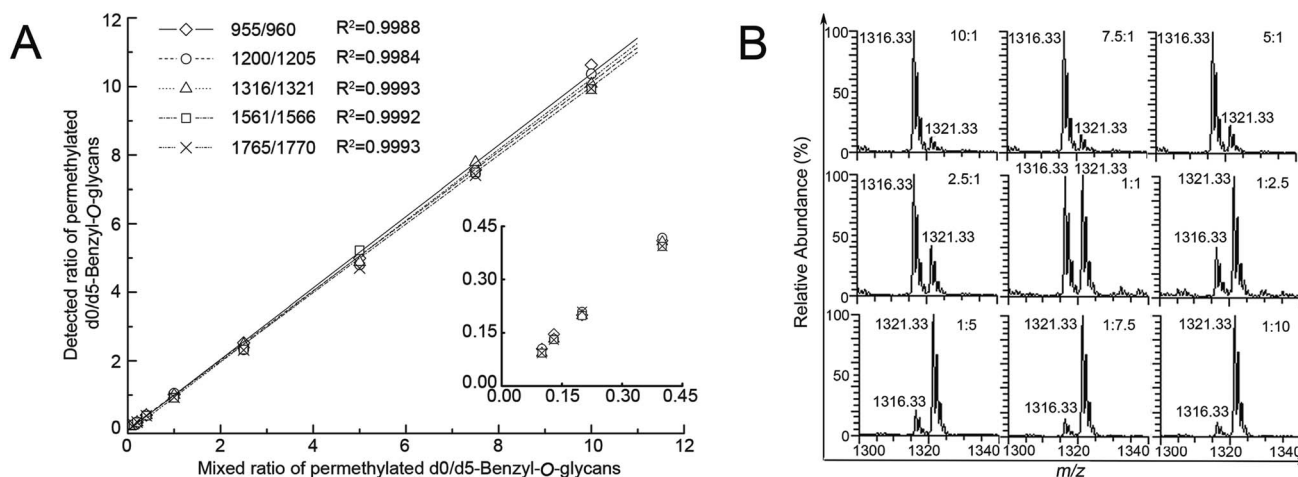 A
12
10
8
6
4
2
0
955/960 R²=0.9988
1200/1205 R²=0.9984
1316/1321 R²=0.9993
1561/1566 R²=0.9992
1765/1770 R²=0.9993
Detected ratio of permethylated
d0/d5-Benzyl-O-glycans
0.45
0.30
0.15
0.00
0.00 0.15 0.30 0.45
0 2 4 6 8 10 12
Mixed ratio of permethylated d0/d5-Benzyl-O-glycans
B
Relative Abundance (%)
100
50
0
1316.33 10:1
1321.33
1316.33 7.5:1
1321.33
1316.33 5:1
1321.33
100
50
0
1316.33 2.5:1
1321.33
1316.33 1321.33
1:1
1321.33 1:2.5
1316.33
100
50
0
1321.33 1:5
1316.33
1321.33 1:7.5
1316.33
1321.33 1:10
1316.33
1300 1320 1340 1300 1320 1340 1300 1320 1340
m/z